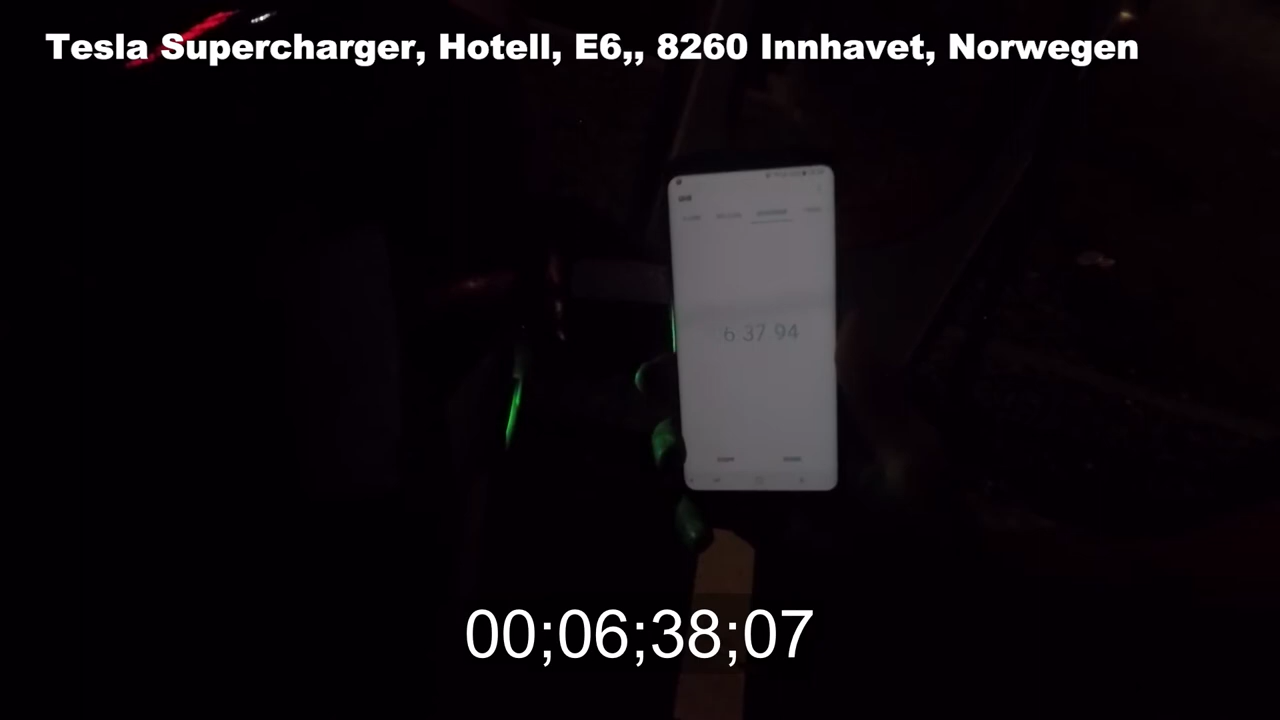 Tesla Supercharger, Hotell, E6,, 8260 Innhavet, Norwegen
6 37 94
00;06;38;07